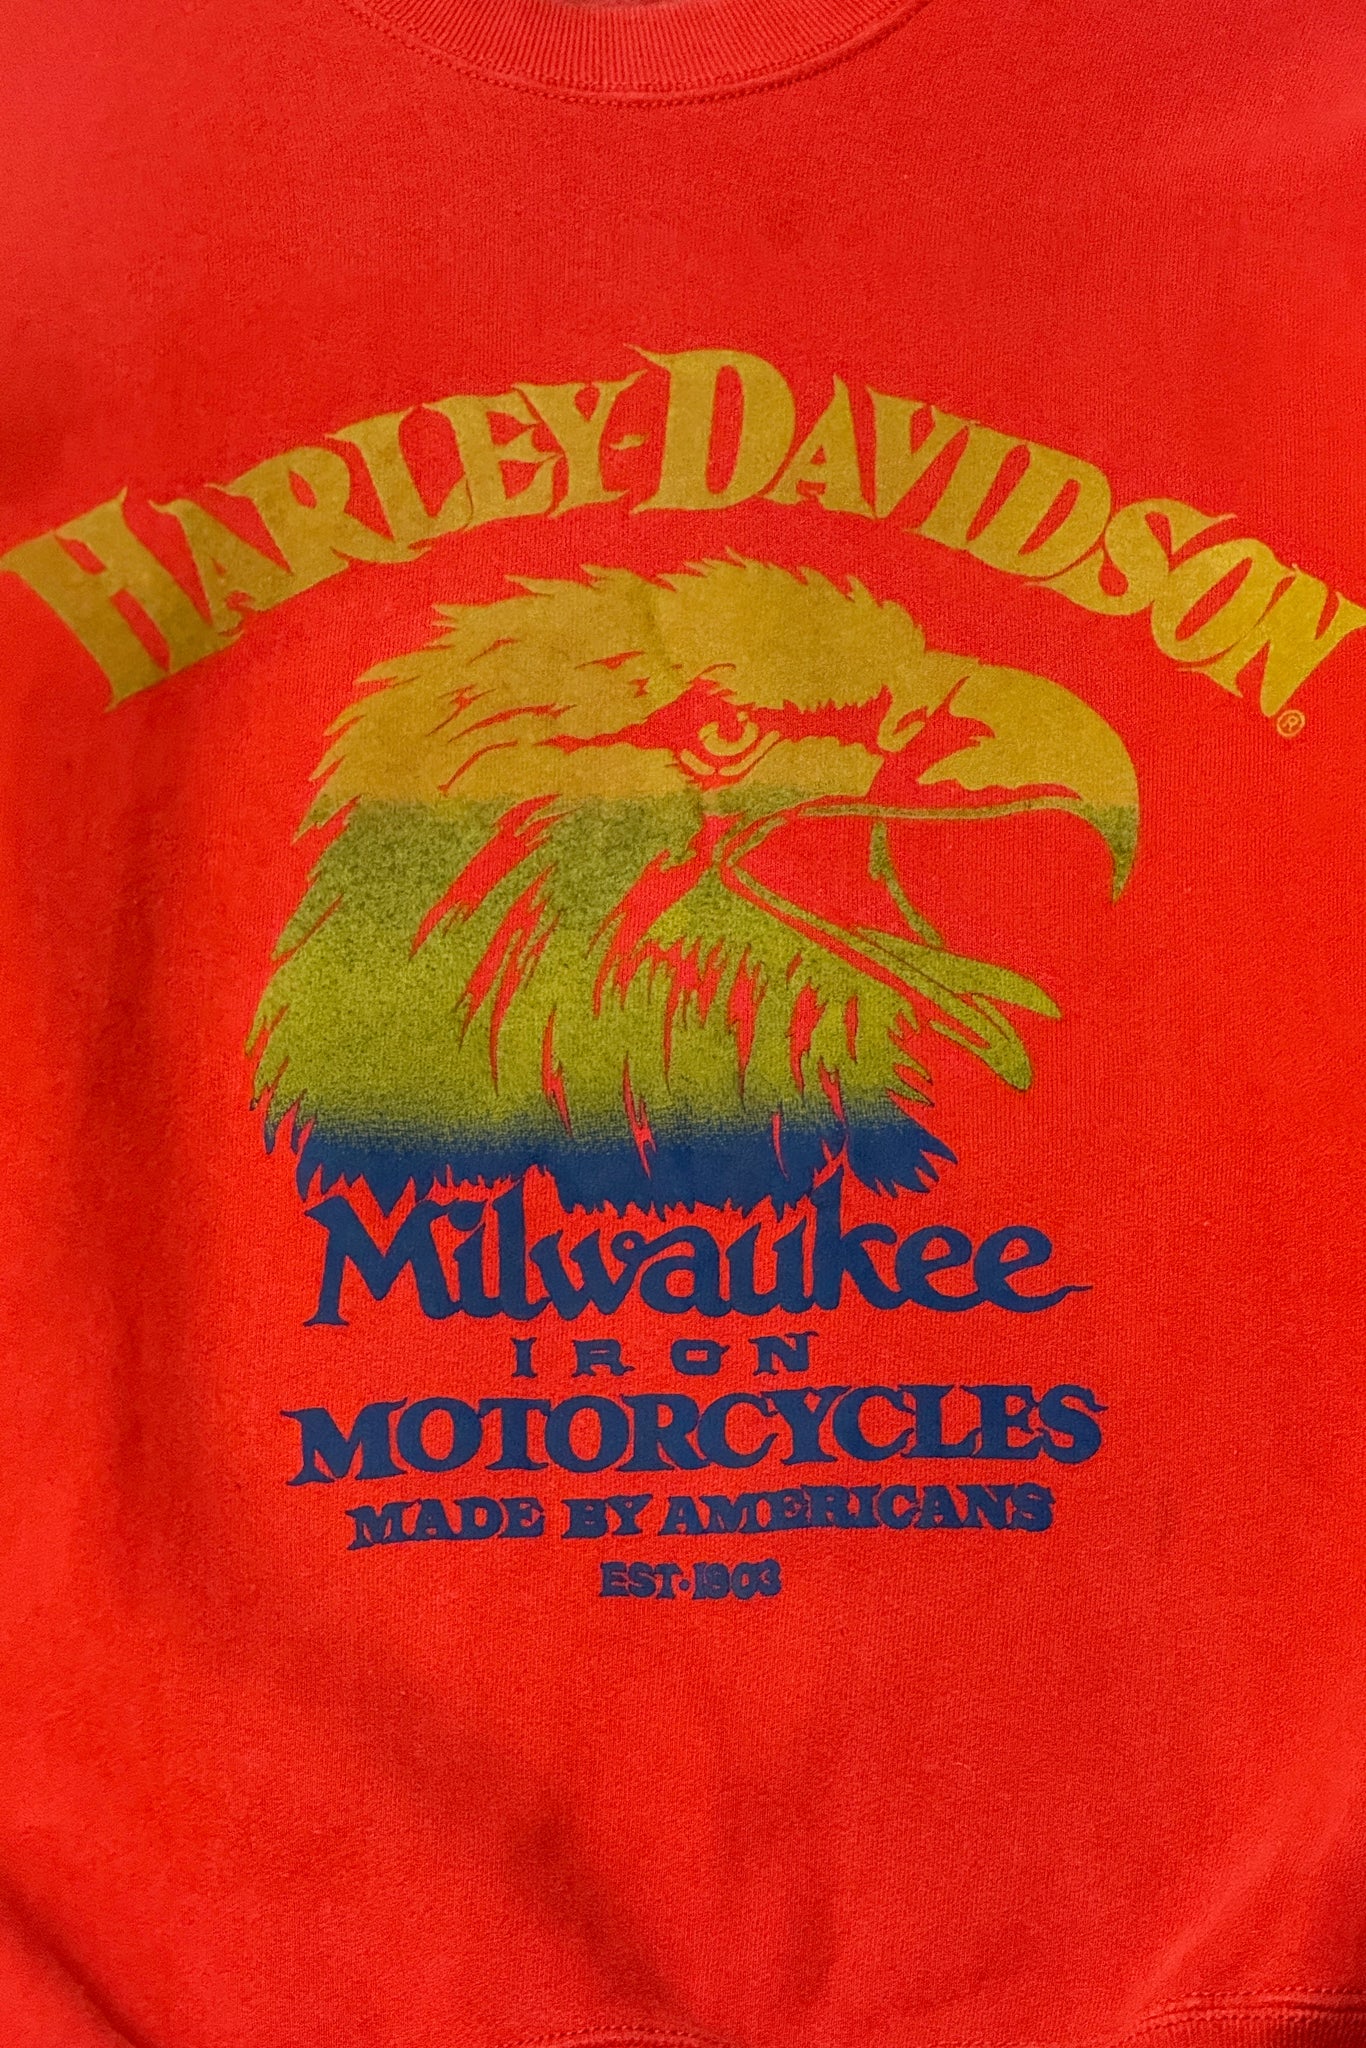 HARLEY-DAVIDSON®
Milwaukee
IRON
MOTORCYCLES
MADE BY AMERICANS
EST·1903